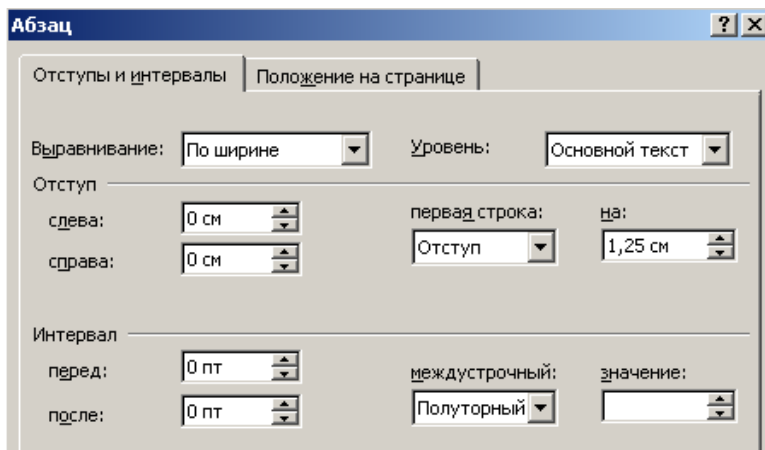 Абзац
Отступы и интервалы Положение на странице
Выравнивание: По ширине Уровень: Основной текст
Отступ
слева: 0 см первая строка: на:
справа: 0 см Отступ 1,25 см
Интервал
перед: 0 пт междустрочный: значение:
после: 0 пт Полуторный